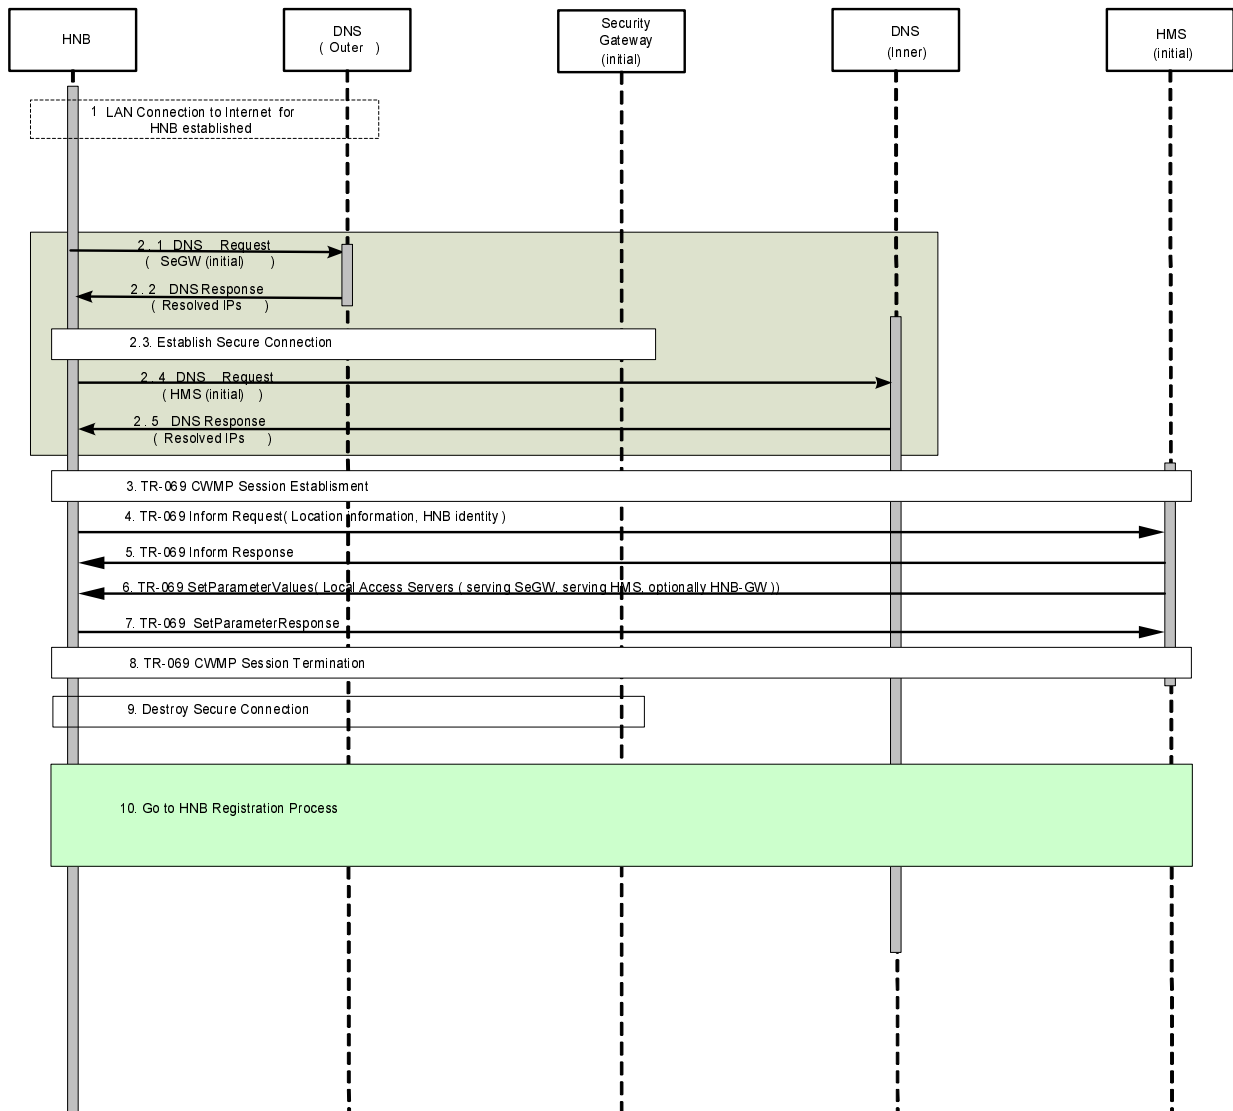 HNB
DNS
( Outer )
Security
Gateway
(initial)
DNS
(Inner)
HMS
(initial)
1 LAN Connection to Internet for
HNB established
2 . 1 DNS Request
( SeGW (initial) )
2 . 2 DNS Response
( Resolved IPs )
2.3. Establish Secure Connection
2 . 4 DNS Request
( HMS (initial) )
2 . 5 DNS Response
( Resolved IPs )
3. TR-069 CWMP Session Establisment
4. TR-069 Inform Request( Location information, HNB identity )
5. TR-069 Inform Response
6. TR-069 SetParameterValues( Local Access Servers ( serving SeGW, serving HMS, optionally HNB-GW ))
7. TR-069 SetParameterResponse
8. TR-069 CWMP Session Termination
9. Destroy Secure Connection
10. Go to HNB Registration Process